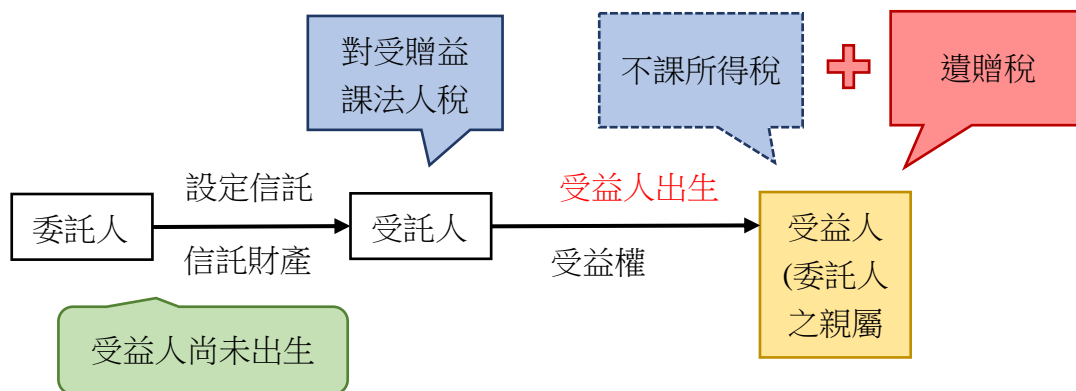 對受贈益
課法人稅
不課所得稅
遺贈稅
設定信託
受益人出生
委託人
受託人
受益人
(委託人
之親屬
信託財產
受益權
受益人尚未出生